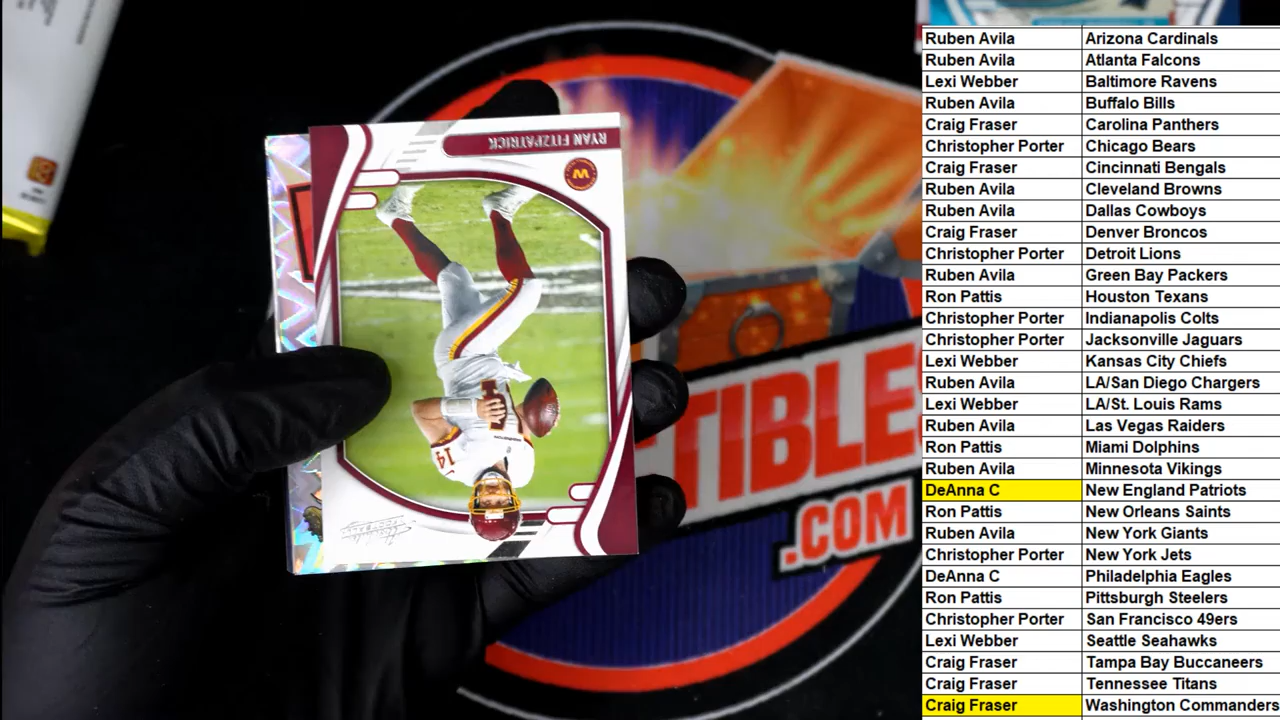 RYAN FITZPATRICK
W
14
TIBLES
.COM
Ruben Avila Arizona Cardinals
Ruben Avila Atlanta Falcons
Lexi Webber Baltimore Ravens
Ruben Avila Buffalo Bills
Craig Fraser Carolina Panthers
Christopher Porter Chicago Bears
Craig Fraser Cincinnati Bengals
Ruben Avila Cleveland Browns
Ruben Avila Dallas Cowboys
Craig Fraser Denver Broncos
Christopher Porter Detroit Lions
Ruben Avila Green Bay Packers
Ron Pattis Houston Texans
Christopher Porter Indianapolis Colts
Christopher Porter Jacksonville Jaguars
Lexi Webber Kansas City Chiefs
Ruben Avila LA/San Diego Chargers
Lexi Webber LA/St. Louis Rams
Ruben Avila Las Vegas Raiders
Ron Pattis Miami Dolphins
Ruben Avila Minnesota Vikings
DeAnna C New England Patriots
Ron Pattis New Orleans Saints
Ruben Avila New York Giants
Christopher Porter New York Jets
DeAnna C Philadelphia Eagles
Ron Pattis Pittsburgh Steelers
Christopher Porter San Francisco 49ers
Lexi Webber Seattle Seahawks
Craig Fraser Tampa Bay Buccaneers
Craig Fraser Tennessee Titans
Craig Fraser Washington Commanders